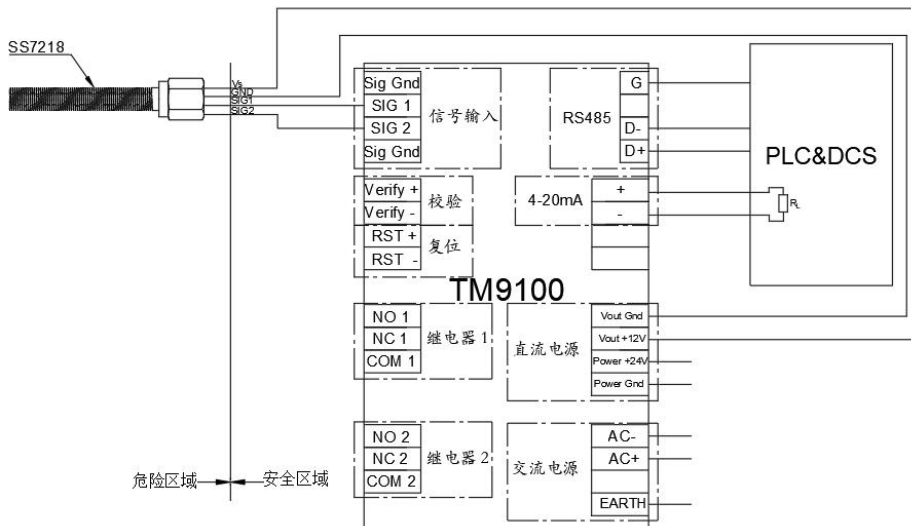 SS7218
Vs
GND
SIG1
SIG2
Sig Gnd
SIG 1
SIG 2
Sig Gnd
信号输入
Verify +
Verify -
校验
RST +
RST -
复位
RS485
G
D-
D+
4-20mA
+
-
PLC&DCS
RL
TM9100
NO 1
NC 1
COM 1
继电器1
直流电源
Vout Gnd
Vout +12V
Power +24V
Power Gnd
NO 2
NC 2
COM 2
继电器2
交流电源
AC-
AC+
EARTH
危险区域
安全区域